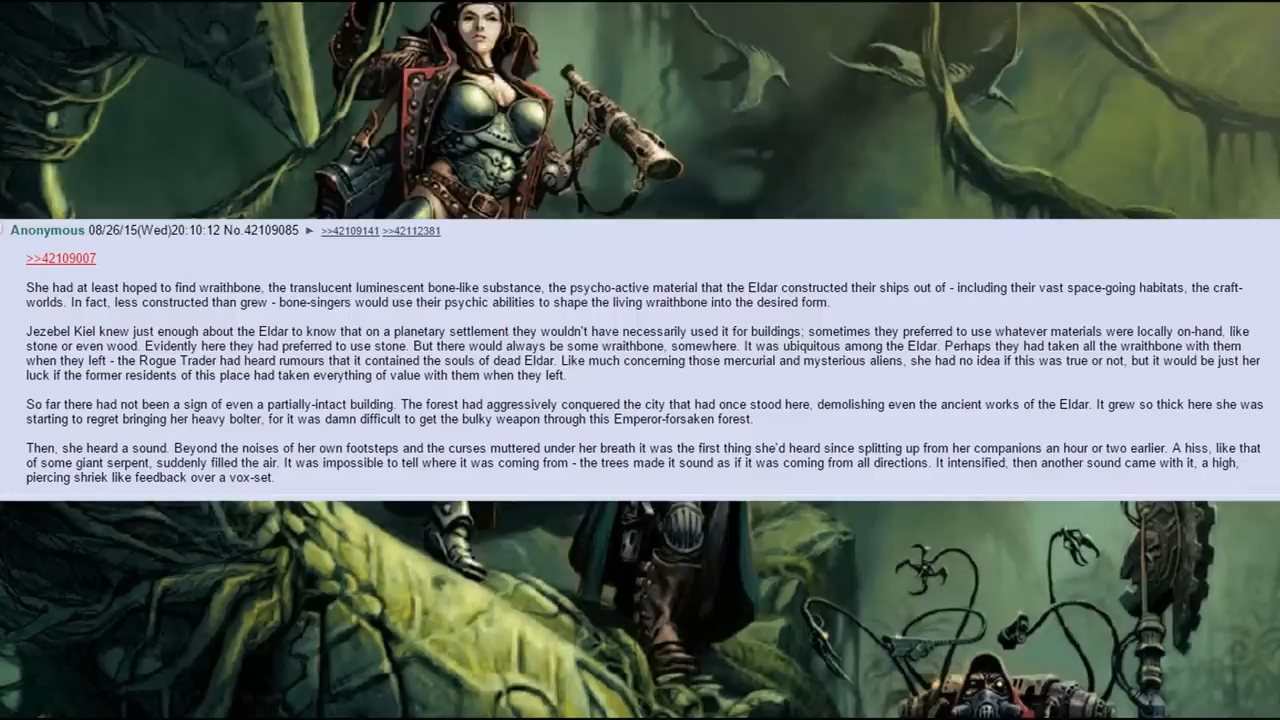 Anonymous 08/26/15(Wed)20:10:12 No.42109085 ► >>42109141 >>42112381
>>42109007
She had at least hoped to find wraithbone, the translucent luminescent bone-like substance, the psycho-active material that the Eldar constructed their ships out of - including their vast space-going habitats, the craft-
worlds. In fact, less constructed than grew - bone-singers would use their psychic abilities to shape the living wraithbone into the desired form.
Jezebel Kiel knew just enough about the Eldar to know that on a planetary settlement they wouldn't have necessarily used it for buildings; sometimes they preferred to use whatever materials were locally on-hand, like
stone or even wood. Evidently here they had preferred to use stone. But there would always be some wraithbone, somewhere. It was ubiquitous among the Eldar. Perhaps they had taken all the wraithbone with them
when they left - the Rogue Trader had heard rumours that it contained the souls of dead Eldar. Like much concerning those mercurial and mysterious aliens, she had no idea if this was true or not, but it would be just her
luck if the former residents of this place had taken everything of value with them when they left.
So far there had not been a sign of even a partially-intact building. The forest had aggressively conquered the city that had once stood here, demolishing even the ancient works of the Eldar. It grew so thick here she was
starting to regret bringing her heavy bolter, for it was damn difficult to get the bulky weapon through this Emperor-forsaken forest.
Then, she heard a sound. Beyond the noises of her own footsteps and the curses muttered under her breath it was the first thing she'd heard since splitting up from her companions an hour or two earlier. A hiss, like that
of some giant serpent, suddenly filled the air. It was impossible to tell where it was coming from - the trees made it sound as if it was coming from all directions. It intensified, then another sound came with it, a high,
piercing shriek like feedback over a vox-set.